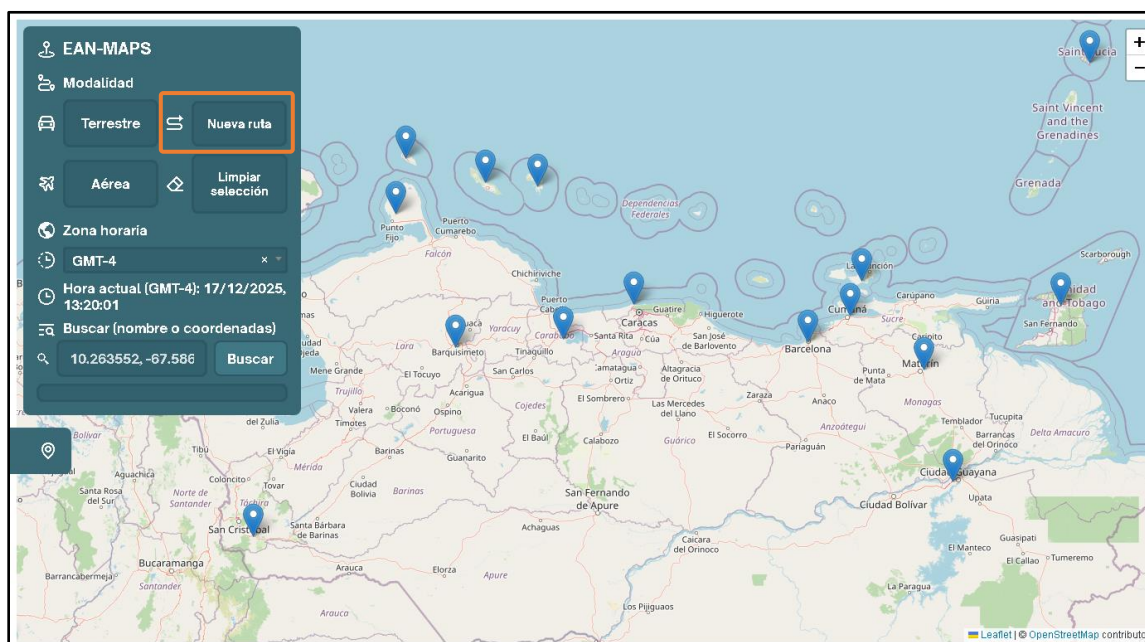 EAN-MAPS
Modalidad
Terrestre
Nueva ruta
Aérea
Limpiar
selección
Zona horaria
GMT-4
×
Hora actual (GMT-4): 17/12/2025,
13:20:01
Buscar (nombre o coordenadas)
10.263552, -67.586
Buscar
+
−
Saint Lucia
Saint Vincent
and the
Grenadines
Grenada
Dependencias
Federales
Scarborough
Punto
Fijo
Puerto
Cumarebo
Falcón
Chichiriviche
Puerto
Caracas
Guatire
Higuerote
Carúpano
Guiria
and Tobago
San Fernando
Yaracuy
Carabobo
Santa Rita
Cúa
San José
de Barlovento
Barcelona
Sucre
Caripito
Lara
Barquisimeto
Tinaquillo
Aragua
Mene Grande
El Tocuyo
San Carlos
Camatagua
Ortiz
Altagracia
de Orituco
Punta
de Mata
Maturín
Trujillo
Acarigua
Cojedes
El Sombrero
Las Mercedes
del Llano
Zaraza
Anaco
Monagas
Valera
Boconó
Ospino
Timotes
Portuguesa
del Zulia
El Baúl
Calabozo
Guárico
El Socorro
Pariaguán
Anzoátegui
Temblador
Tucupita
Barrancas
del Orinoco
Delta Amacuro
Bolívar
Tibú
El Vigía
Mérida
Barinas
Guanarito
Ciudad Guayana
Aguachica
Coloncito
Tovar
Ciudad
Bolivia
Barinas
San Fernando
de Apure
Ciudad Bolívar
Upata
Santa Rosa
del Sur
Norte de
Santander
Táchira
San Cristóbal
Santa Bárbara
de Barinas
Achaguas
Caicara
del Orinoco
Guasipati
El Manteco
El Callao
Tumeremo
Bucaramanga
Barrancabermeja
Santander
Arauca
Elorza
Apure
La Paragua
Arauca
Los Pijiguaos
Leaflet | © OpenStreetMap contribut